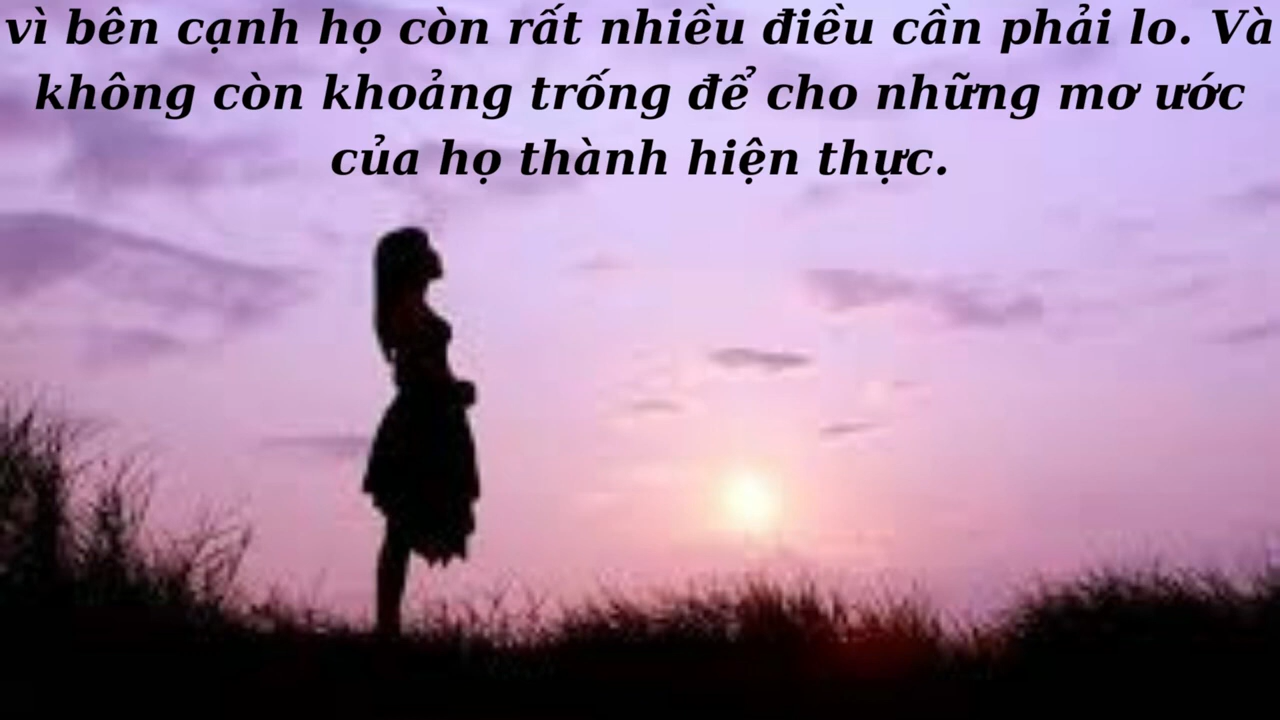 vì bên cạnh họ còn rất nhiều điều cần phải lo. Và
không còn khoảng trống để cho những mơ ước
của họ thành hiện thực.